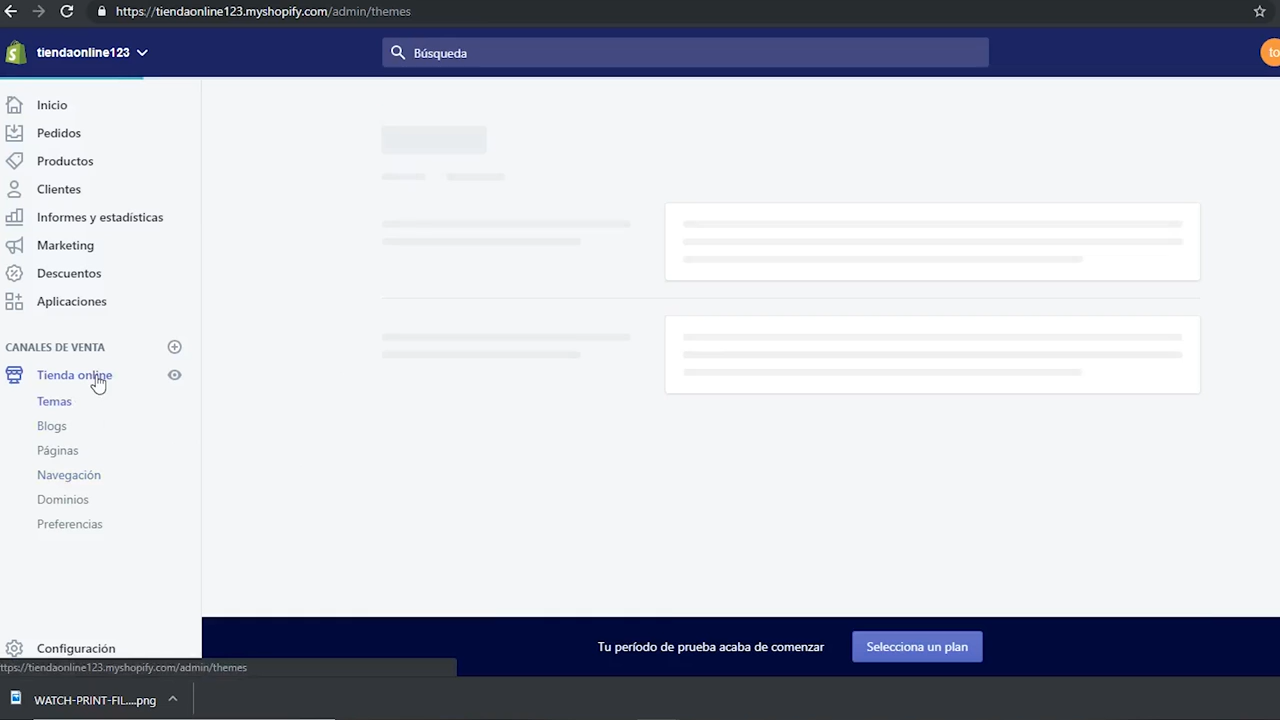 https://tiendaonline123.myshopify.com/admin/themes
tiendaonline123
Búsqueda
to
Inicio
Pedidos
Productos
Clientes
Informes y estadísticas
Marketing
Descuentos
Aplicaciones
CANALES DE VENTA
Tienda online
Temas
Blogs
Páginas
Navegación
Dominios
Preferencias
Configuración
Tu período de prueba acaba de comenzar
Selecciona un plan
ttps://tiendaonline123.myshopify.com/admin/themes
WATCH-PRINT-FIL....png